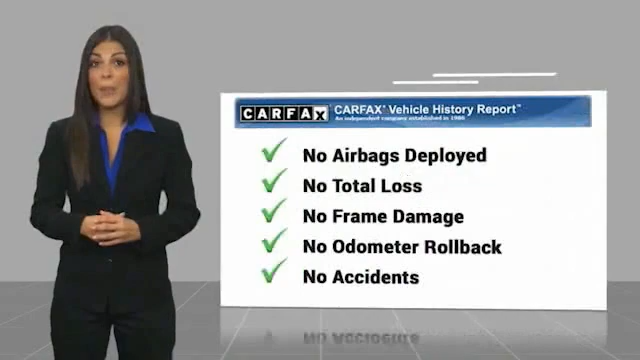 CARFAX CARFAX® Vehicle History Report™
An independent company established in 1986
No Airbags Deployed
No Total Loss
No Frame Damage
No Odometer Rollback
No Accidents